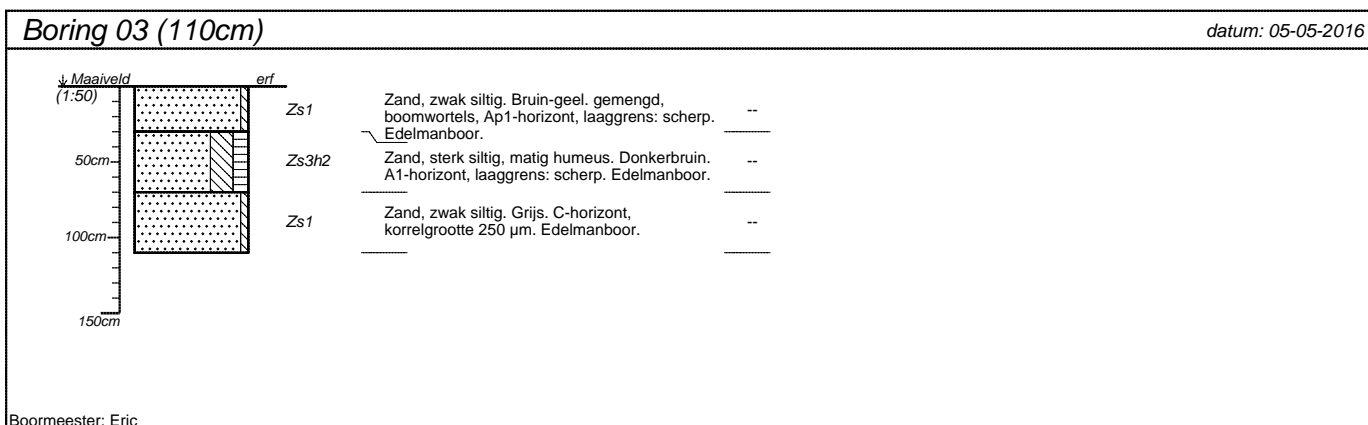 Boring 03 (110cm)
datum: 05-05-2016
Maaiveld
erf
(1:50)
Zs1
Zand, zwak siltig. Bruin-geel. gemengd,
boomwortels, Ap1-horizont, laaggrens: scherp.
Edelmanboor.
--
50cm
Zs3h2
Zand, sterk siltig, matig humeus. Donkerbruin.
A1-horizont, laaggrens: scherp. Edelmanboor.
--
Zs1
Zand, zwak siltig. Grijs. C-horizont,
korrelgrootte 250 µm. Edelmanboor.
--
100cm
150cm
Boormeester: Eric